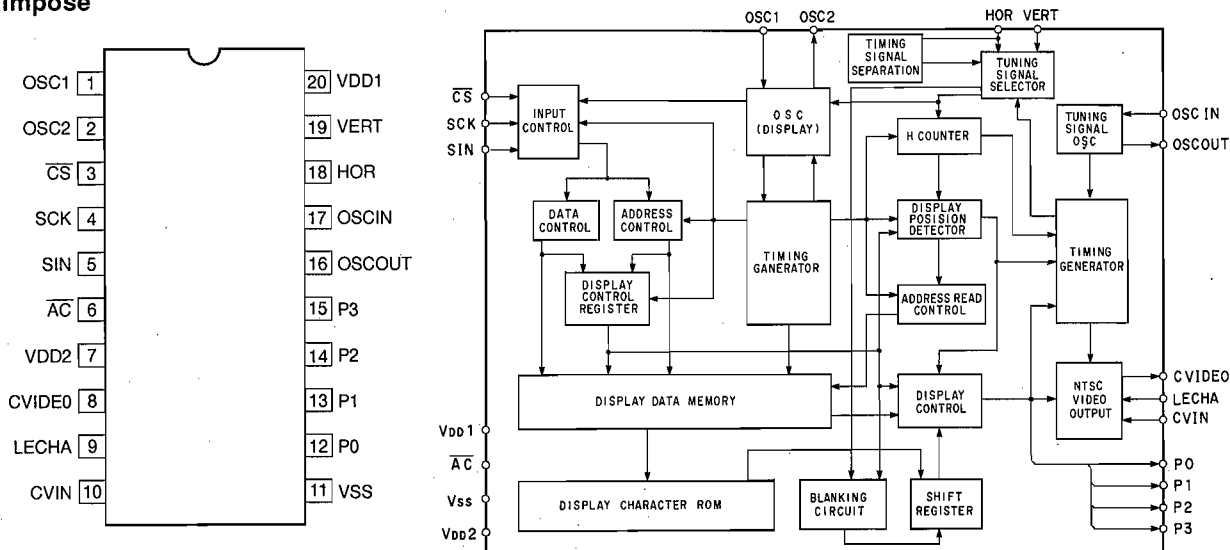 Impose
OSC1 1
OSC2 2
CS 3
SCK 4
SIN 5
AC 6
VDD2 7
CVIDE0 8
LECHA 9
CVIN 10
20 VDD1
19 VERT
18 HOR
17 OSCIN
16 OSCOUT
15 P3
14 P2
13 P1
12 P0
11 VSS
OSC1 OSC2
HOR VERT
CS
SCK
SIN
INPUT
CONTROL
OSC
(DISPLAY)
TIMING
SIGNAL
SEPARATION
TUNING
SIGNAL
SELECTOR
TUNING
SIGNAL
OSC
OSC IN
OSCOUT
H COUNTER
DATA
CONTROL
ADDRESS
CONTROL
DISPLAY
CONTROL
REGISTER
TIMING
GANERATOR
DISPLAY
POSISION
DETECTOR
ADDRESS READ
CONTROL
TIMING
GENERATOR
DISPLAY DATA MEMORY
DISPLAY
CONTROL
NTSC
VIDEO
OUTPUT
CVIDEO
LECHA
CVIN
VDD1
AC
Vss
VDD2
DISPLAY CHARACTER ROM
BLANKING
CIRCUIT
SHIFT
REGISTER
P0
P1
P2
P3